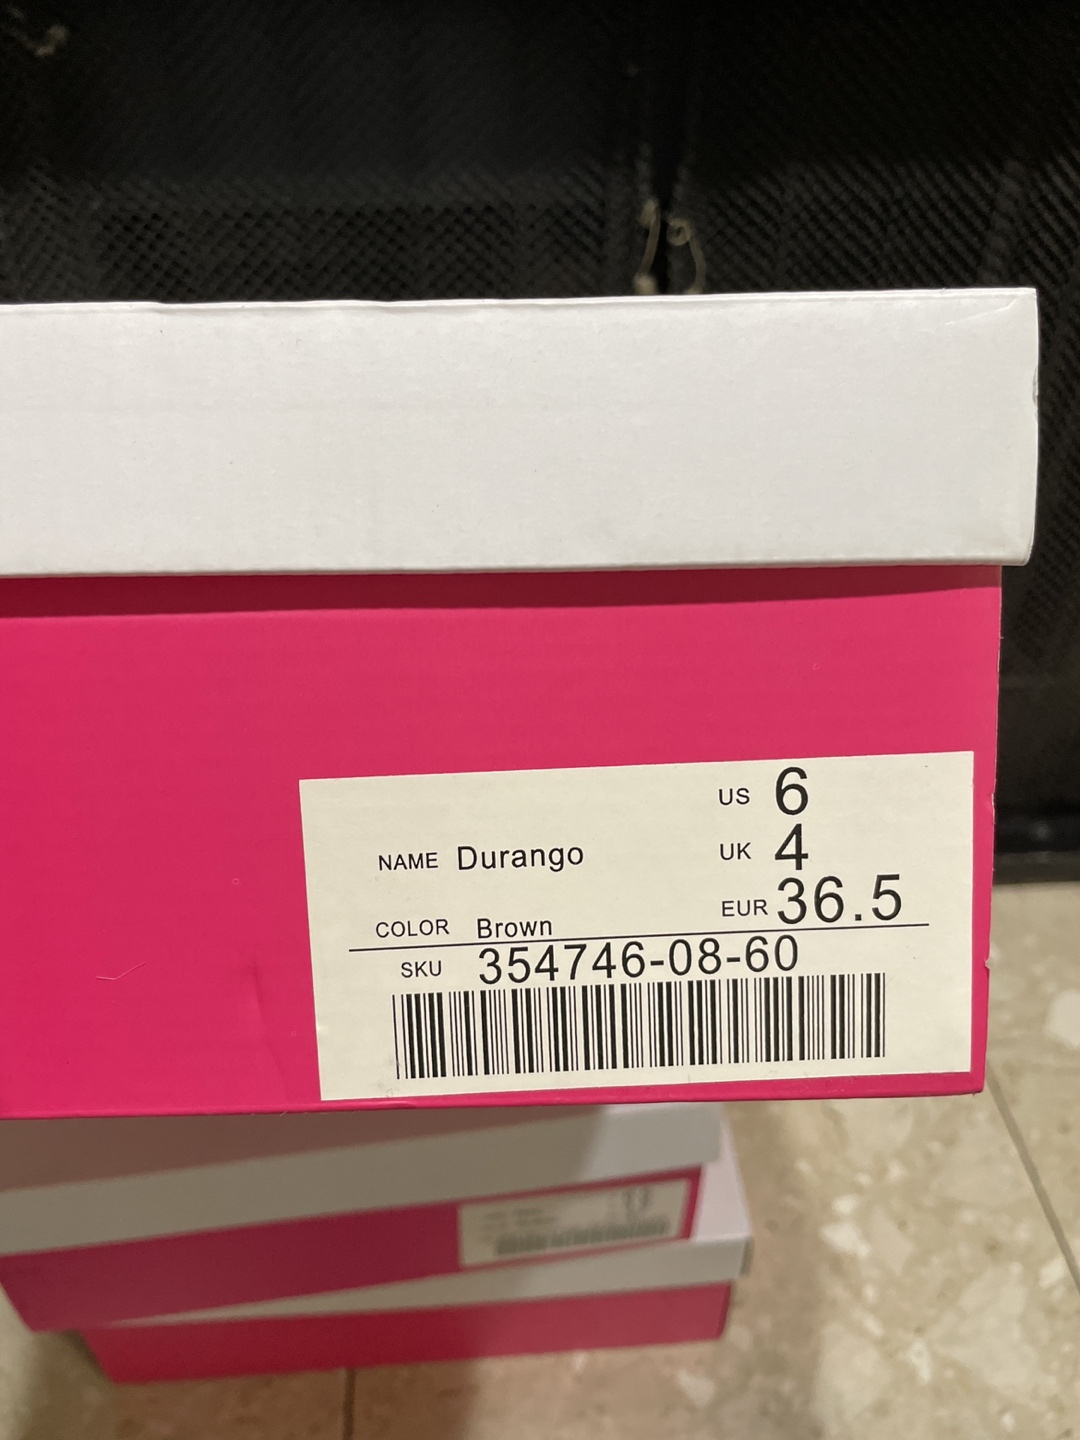 US 6
UK 4
NAME Durango
EUR 36.5
COLOR Brown
SKU 354746-08-60